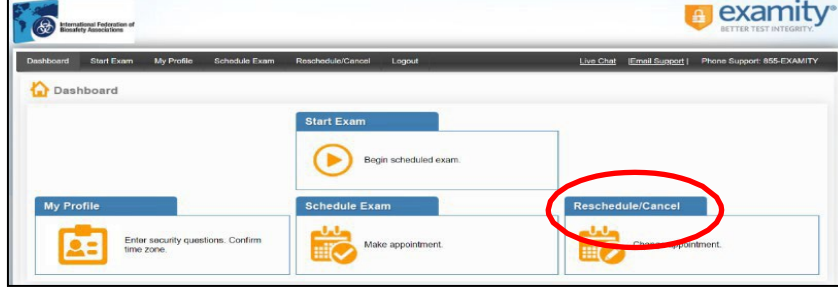 International Federation of
Biosafety Associations
examity
BETTER TEST INTEGRITY.
Dashboard Start Exam My Profile Schedule Exam Reschedule/Cancel Logout Live Chat |Email Support | Phone Support: 855-EXAMITY
Dashboard
Start Exam
Begin scheduled exam.
My Profile
Enter security questions. Confirm
time zone.
Schedule Exam
Make appointment.
Reschedule/Cancel
Change appointment.